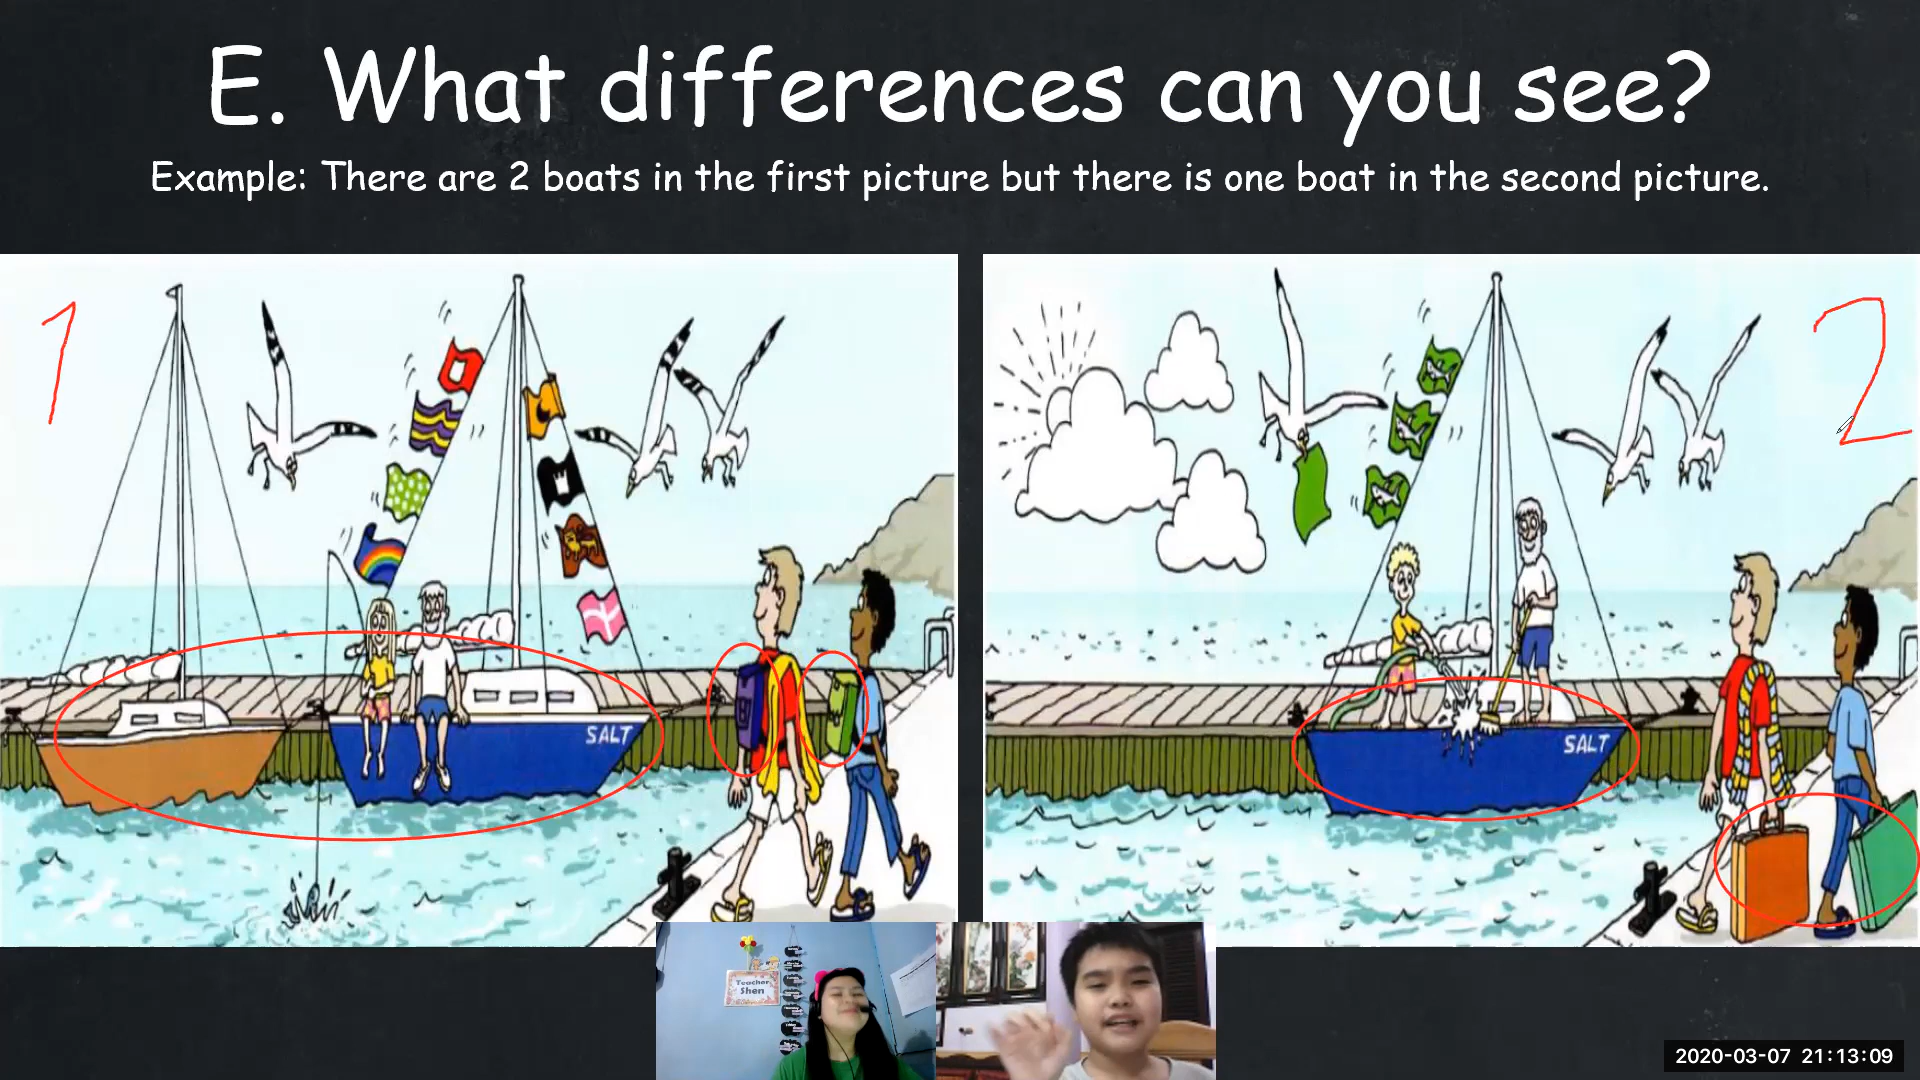 E. What differences can you see?
Example: There are 2 boats in the first picture but there is one boat in the second picture.
1
2
SALT
SALT
Teacher
Shen
2020-03-07 21:13:09